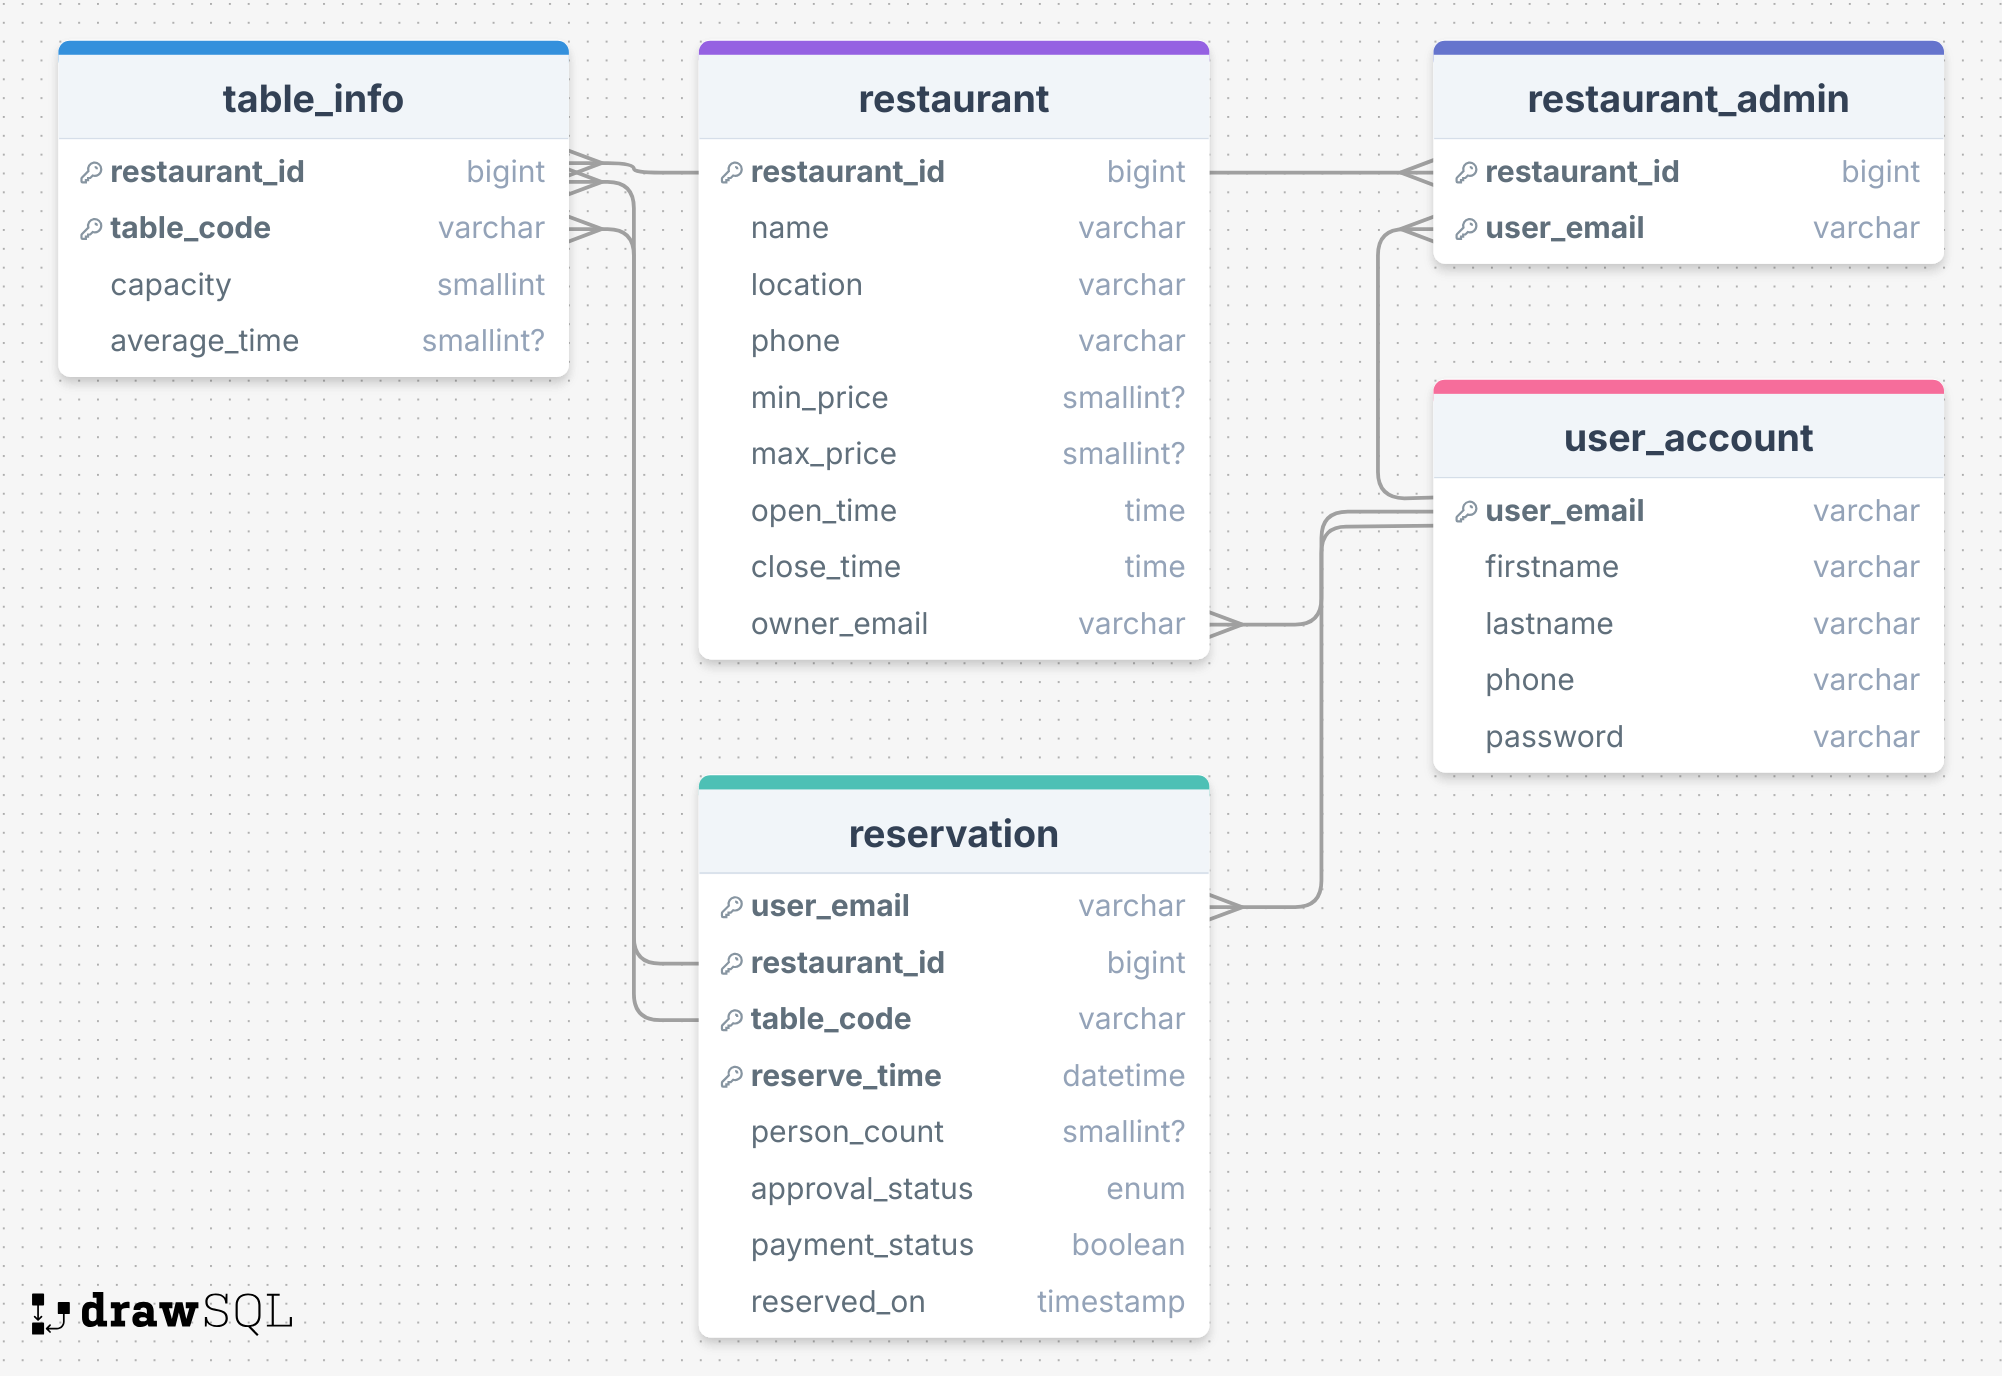 table_info
restaurant_id bigint
table_code varchar
capacity smallint
average_time smallint?
restaurant
restaurant_id bigint
name varchar
location varchar
phone varchar
min_price smallint?
max_price smallint?
open_time time
close_time time
owner_email varchar
restaurant_admin
restaurant_id bigint
user_email varchar
user_account
user_email varchar
firstname varchar
lastname varchar
phone varchar
password varchar
reservation
user_email varchar
restaurant_id bigint
table_code varchar
reserve_time datetime
person_count smallint?
approval_status enum
payment_status boolean
reserved_on timestamp
drawSQL